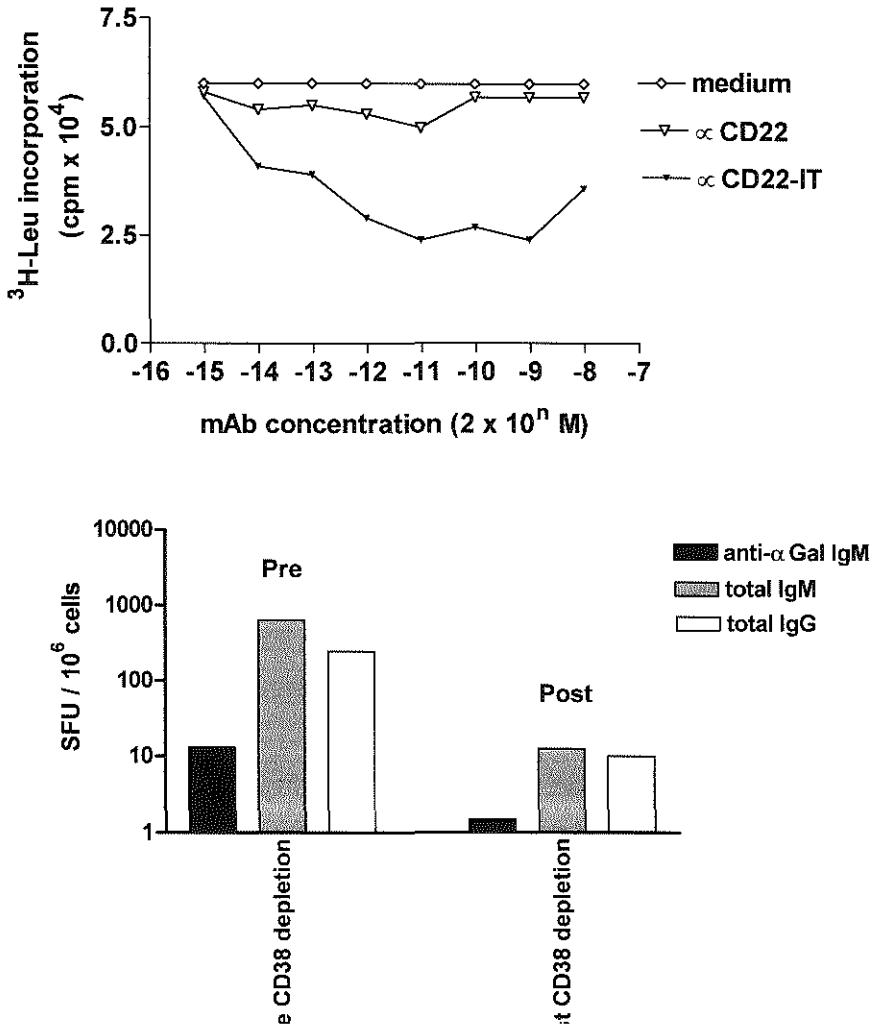 7.5
5.0
2.5
0.0
³H-Leu incorporation
(cpm x 10⁴)
-16 -15 -14 -13 -12 -11 -10 -9 -8 -7
mAb concentration (2 x 10ⁿ M)
medium
∝ CD22
∝ CD22-IT
10000
1000
100
10
1
SFU / 10⁶ cells
Pre
Post
anti-α Gal IgM
total IgM
total IgG
e CD38 depletion
st CD38 depletion